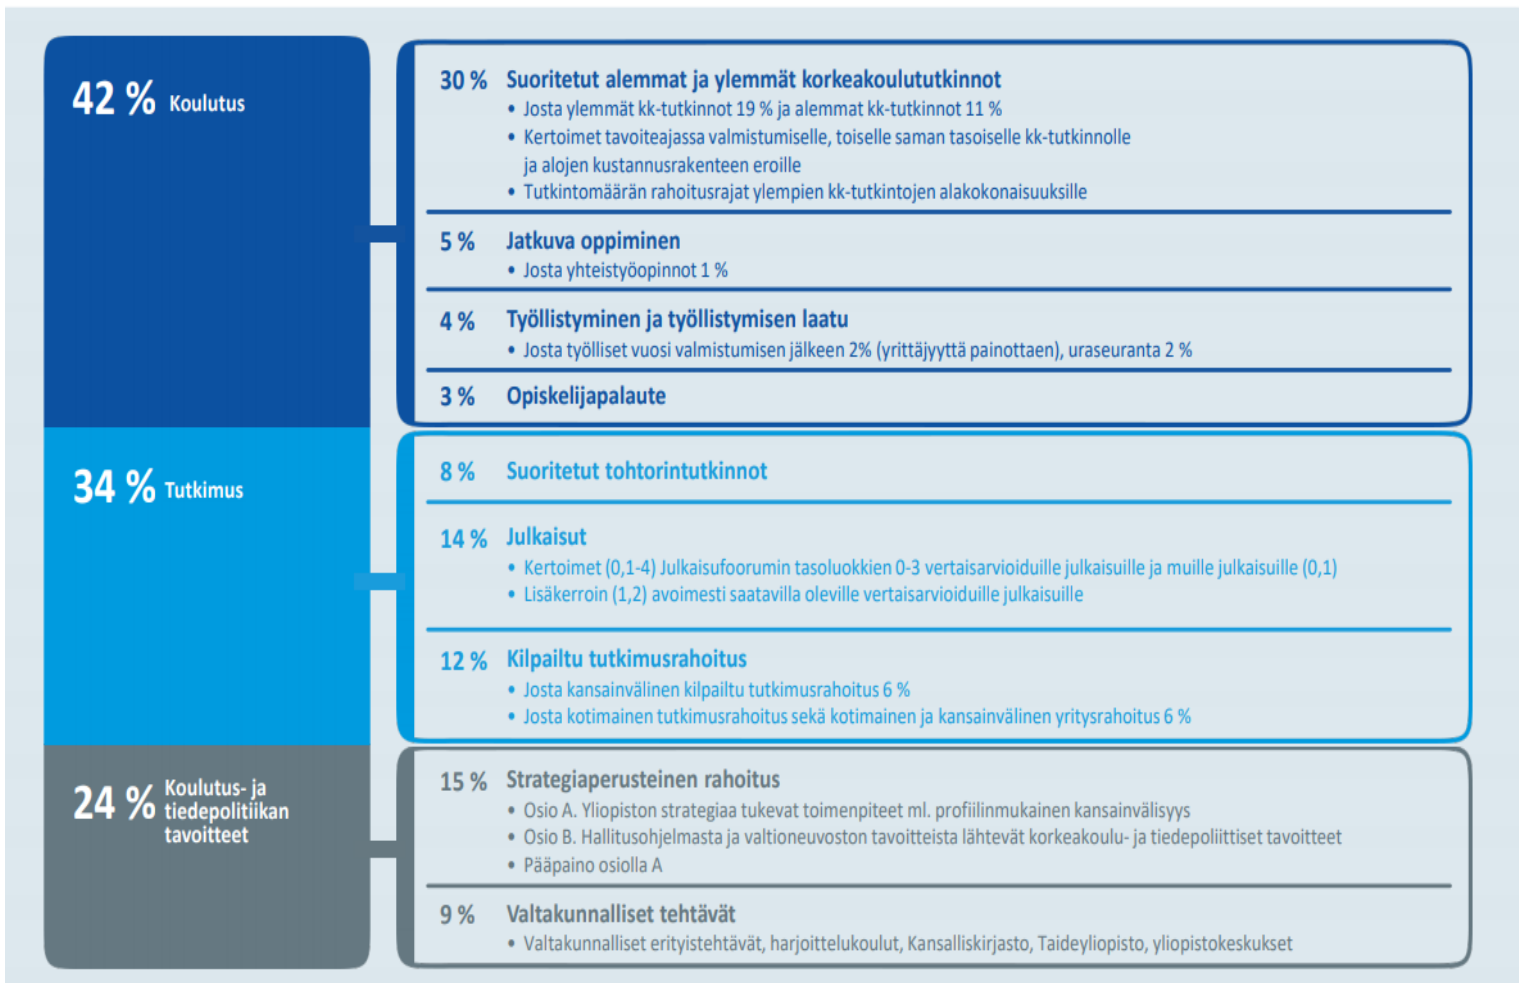 42 % Koulutus
30 % Suoritetut alemmat ja ylemmät korkeakoulututkinnot
• Josta ylemmät kk-tutkinnot 19 % ja alemmat kk-tutkinnot 11 %
• Kertoimet tavoiteajassa valmistumiselle, toiselle saman tasoiselle kk-tutkinnolle
ja alojen kustannusrakenteen eroille
• Tutkintomäärän rahoitusrajat ylempien kk-tutkintojen alakokonaisuuksille
5 % Jatkuva oppiminen
• Josta yhteistyöopinnot 1 %
4 % Työllistyminen ja työllistymisen laatu
• Josta työlliset vuosi valmistumisen jälkeen 2% (yrittäjyyttä painottaen), uraseuranta 2 %
3 % Opiskelijapalaute
34 % Tutkimus
8 % Suoritetut tohtorintutkinnot
14 % Julkaisut
• Kertoimet (0,1-4) Julkaisufoorumin tasoluokkien 0-3 vertaisarvioiduille julkaisuille ja muille julkaisuille (0,1)
• Lisäkerroin (1,2) avoimesti saatavilla oleville vertaisarvioiduille julkaisuille
12 % Kilpailtu tutkimusrahoitus
• Josta kansainvälinen kilpailtu tutkimusrahoitus 6 %
• Josta kotimainen tutkimusrahoitus sekä kotimainen ja kansainvälinen yritysrahoitus 6 %
24 % Koulutus- ja
tiedepolitiikan
tavoitteet
15 % Strategiaperusteinen rahoitus
• Osio A. Yliopiston strategiaa tukevat toimenpiteet ml. profiilinmukainen kansainvälisyys
• Osio B. Hallitusohjelmasta ja valtioneuvoston tavoitteista lähtevät korkeakoulu- ja tiedepoliittiset tavoitteet
• Pääpaino osiolla A
9 % Valtakunnalliset tehtävät
• Valtakunnalliset erityistehtävät, harjoittelukoulut, Kansalliskirjasto, Taideyliopisto, yliopistokeskukset